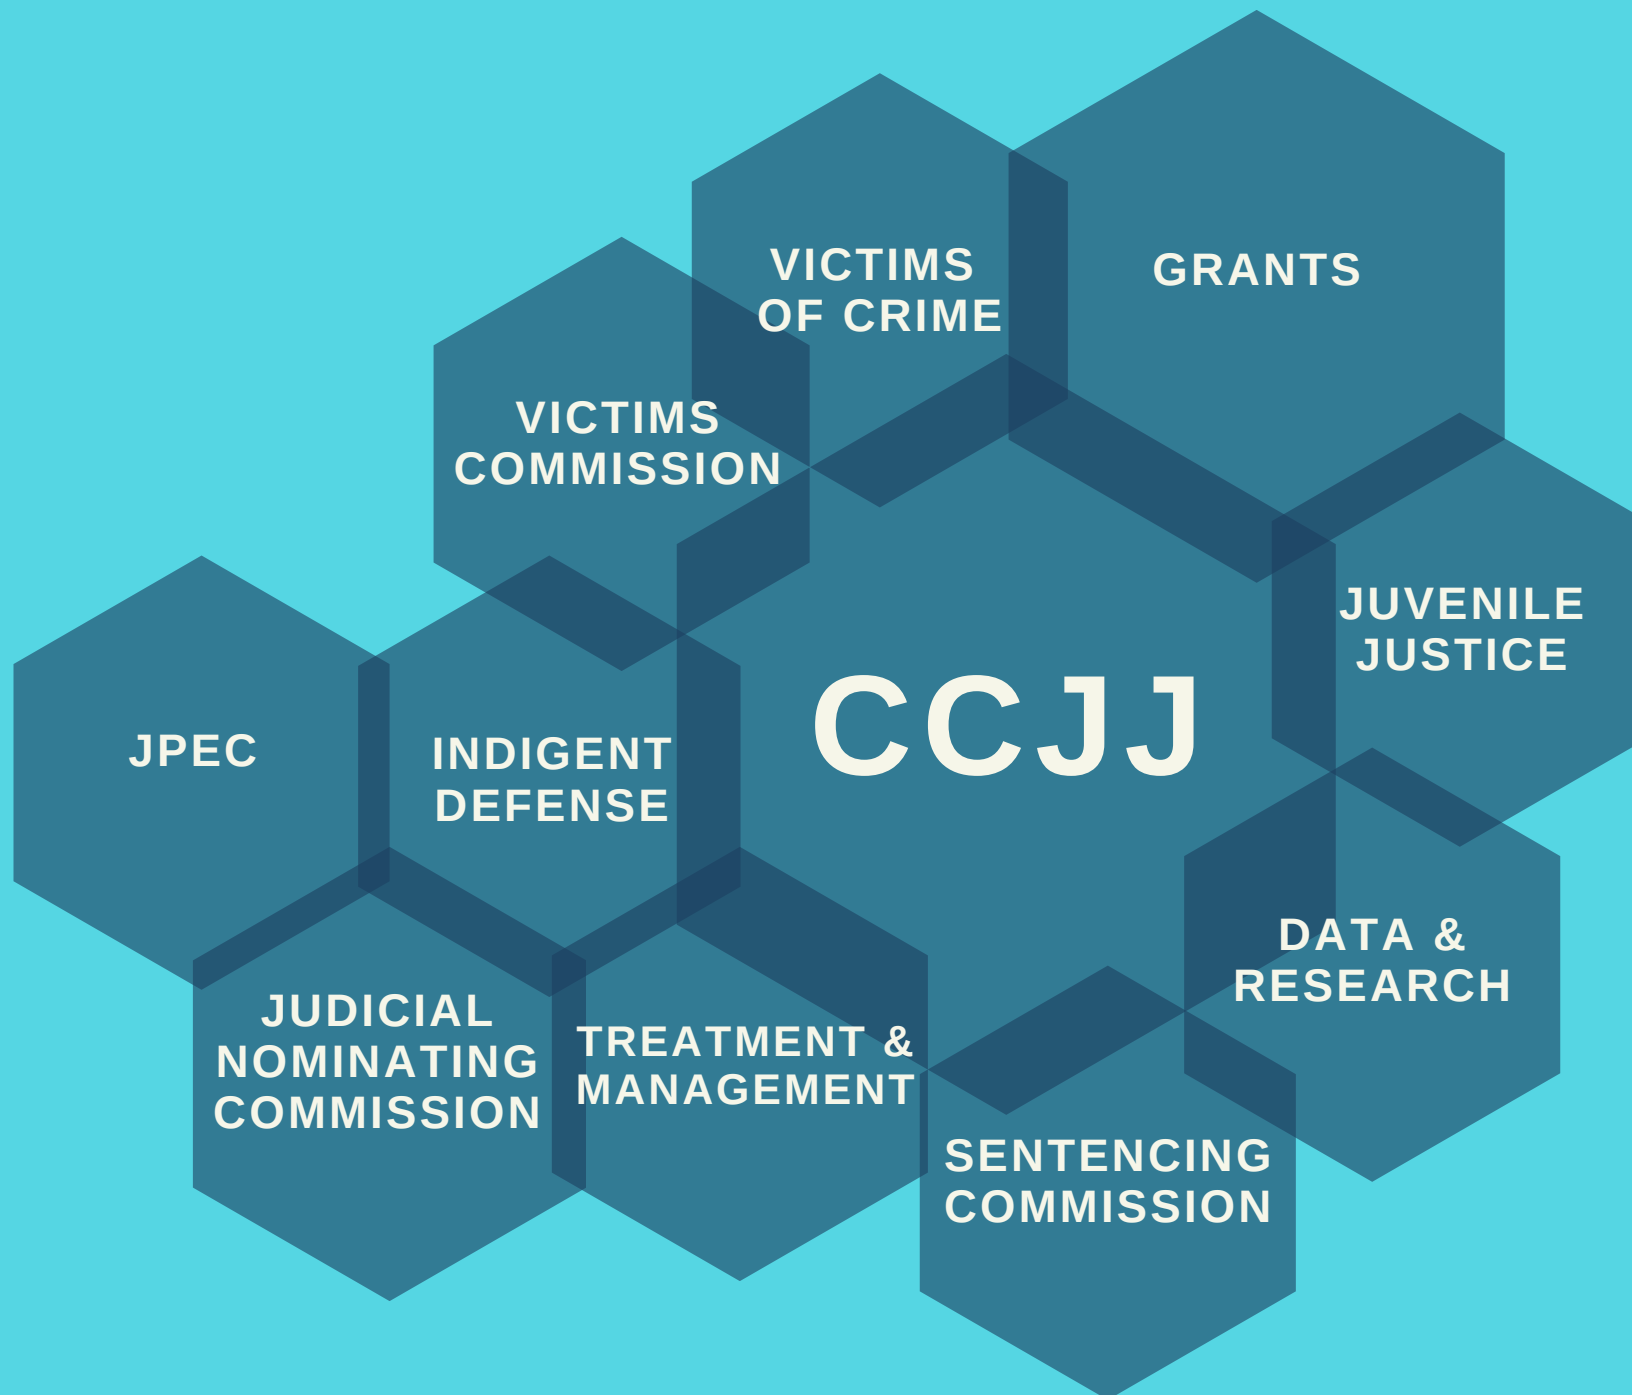 VICTIMS
OF CRIME
GRANTS
VICTIMS
COMMISSION
JUVENILE
JUSTICE
CCJJ
JPEC
INDIGENT
DEFENSE
DATA &
RESEARCH
JUDICIAL
NOMINATING
COMMISSION
TREATMENT &
MANAGEMENT
SENTENCING
COMMISSION